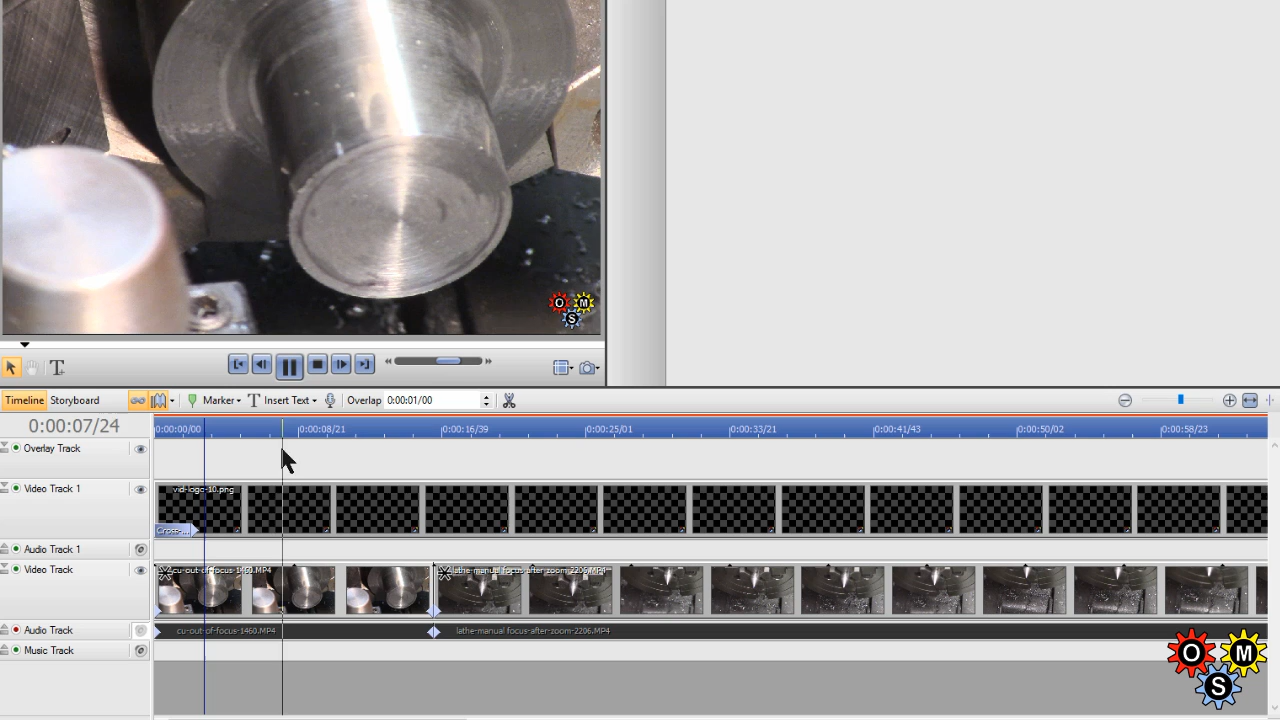 O M
S
T
Timeline Storyboard Marker T Insert Text Overlap 0:00:01/00
0:00:07/24
0:00:00/00 0:00:08/21 0:00:16/39 0:00:25/01 0:00:33/21 0:00:41/43 0:00:50/02 0:00:58/23
Overlay Track
Video Track 1
vid-logo-10.png
Cross-...
Audio Track 1
Video Track
cu-out-of-focus-1460.MP4 lathe-manual focus-after-zoom-2206.MP4
Audio Track
cu-out-of-focus-1460.MP4 lathe-manual focus-after-zoom-2206.MP4
Music Track
O M
S